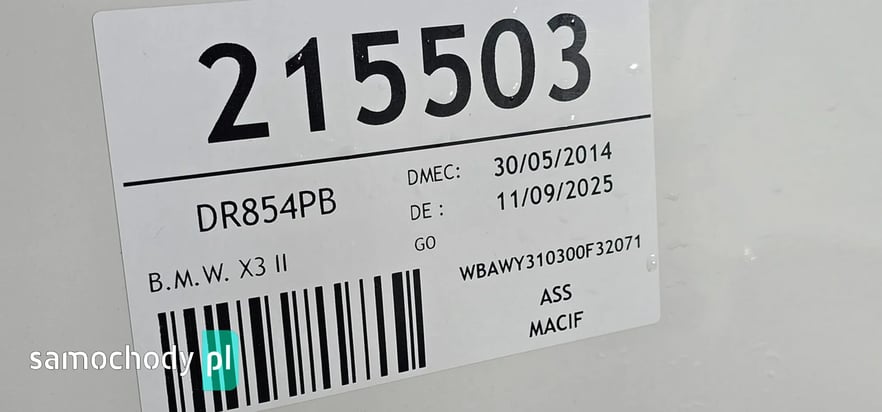 215503
DR854PB
DMEC: 30/05/2014
DE : 11/09/2025
GO
B.M.W. X3 II
WBAWY310300F32071
ASS
MACIF
samochody pl